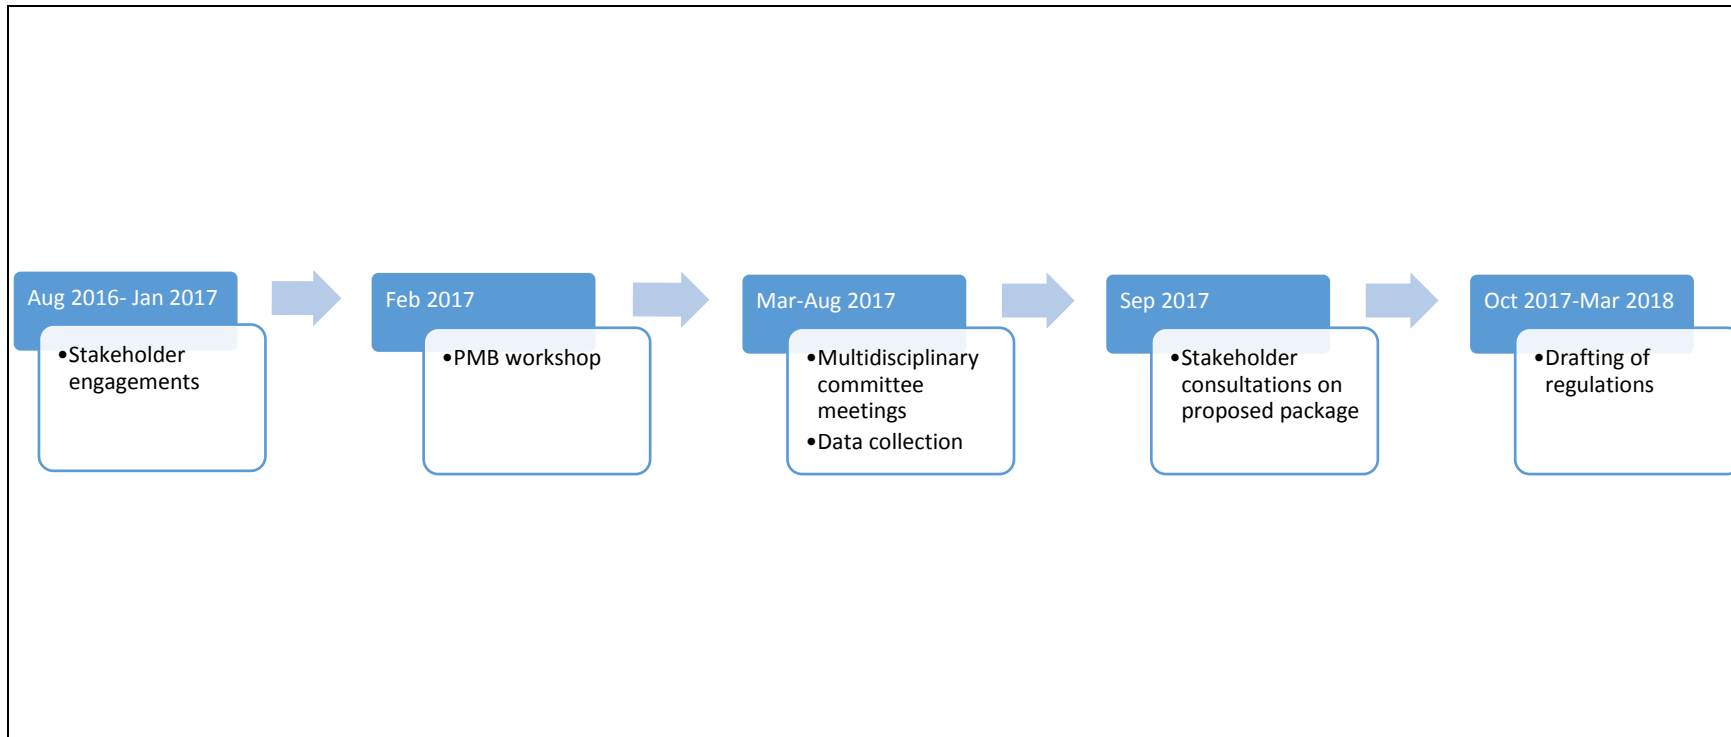 Aug 2016- Jan 2017
•Stakeholder
engagements
Feb 2017
•PMB workshop
Mar-Aug 2017
•Multidisciplinary
committee
meetings
•Data collection
Sep 2017
•Stakeholder
consultations on
proposed package
Oct 2017-Mar 2018
•Drafting of
regulations